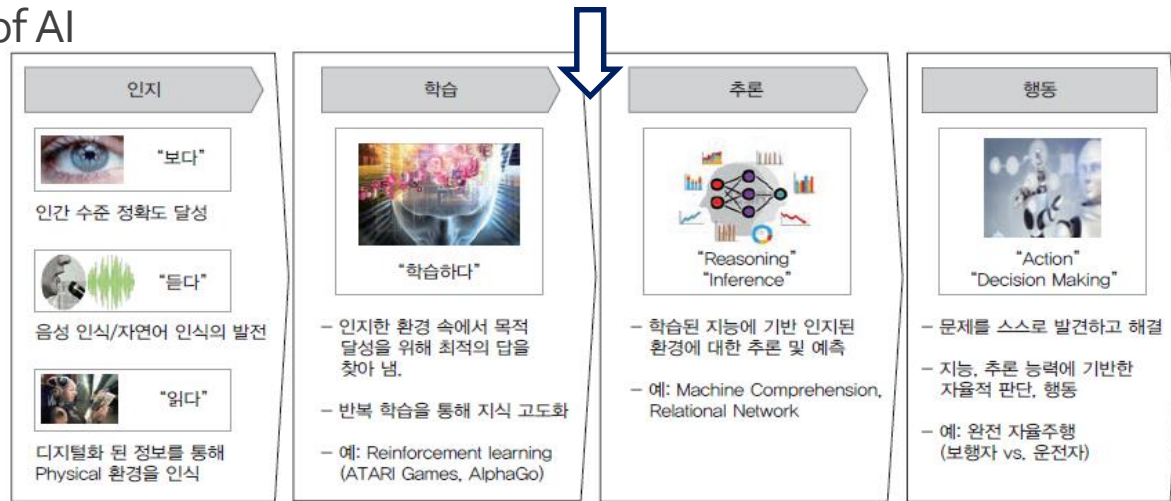 of AI
인지
"보다"
인간 수준 정확도 달성
"듣다"
음성 인식/자연어 인식의 발전
"읽다"
디지털화 된 정보를 통해
Physical 환경을 인식
학습
"학습하다"
– 인지한 환경 속에서 목적
달성을 위해 최적의 답을
찾아 냄.
– 반복 학습을 통해 지식 고도화
– 예: Reinforcement learning
(ATARI Games, AlphaGo)
추론
"Reasoning"
"Inference"
– 학습된 지능에 기반 인지된
환경에 대한 추론 및 예측
– 예: Machine Comprehension,
Relational Network
행동
"Action"
"Decision Making"
– 문제를 스스로 발견하고 해결
– 지능, 추론 능력에 기반한
자율적 판단, 행동
– 예: 완전 자율주행
(보행자 vs. 운전자)